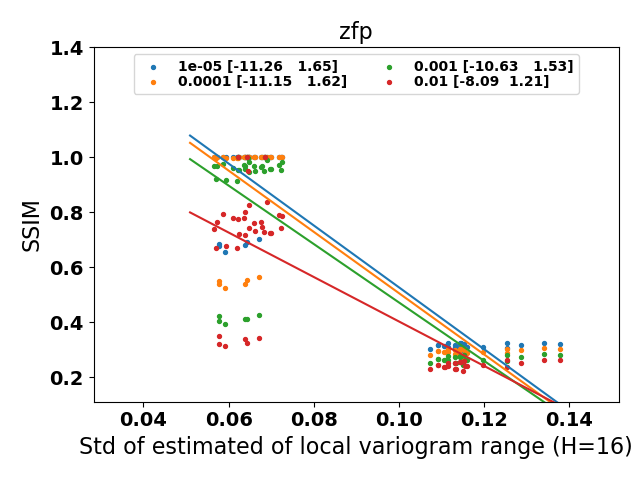 zfp
1e-05 [-11.26   1.65]
0.0001 [-11.15   1.62]
0.001 [-10.63   1.53]
0.01 [-8.09  1.21]
SSIM
1.4
1.2
1.0
0.8
0.6
0.4
0.2
0.04 0.06 0.08 0.10 0.12 0.14
Std of estimated of local variogram range (H=16)